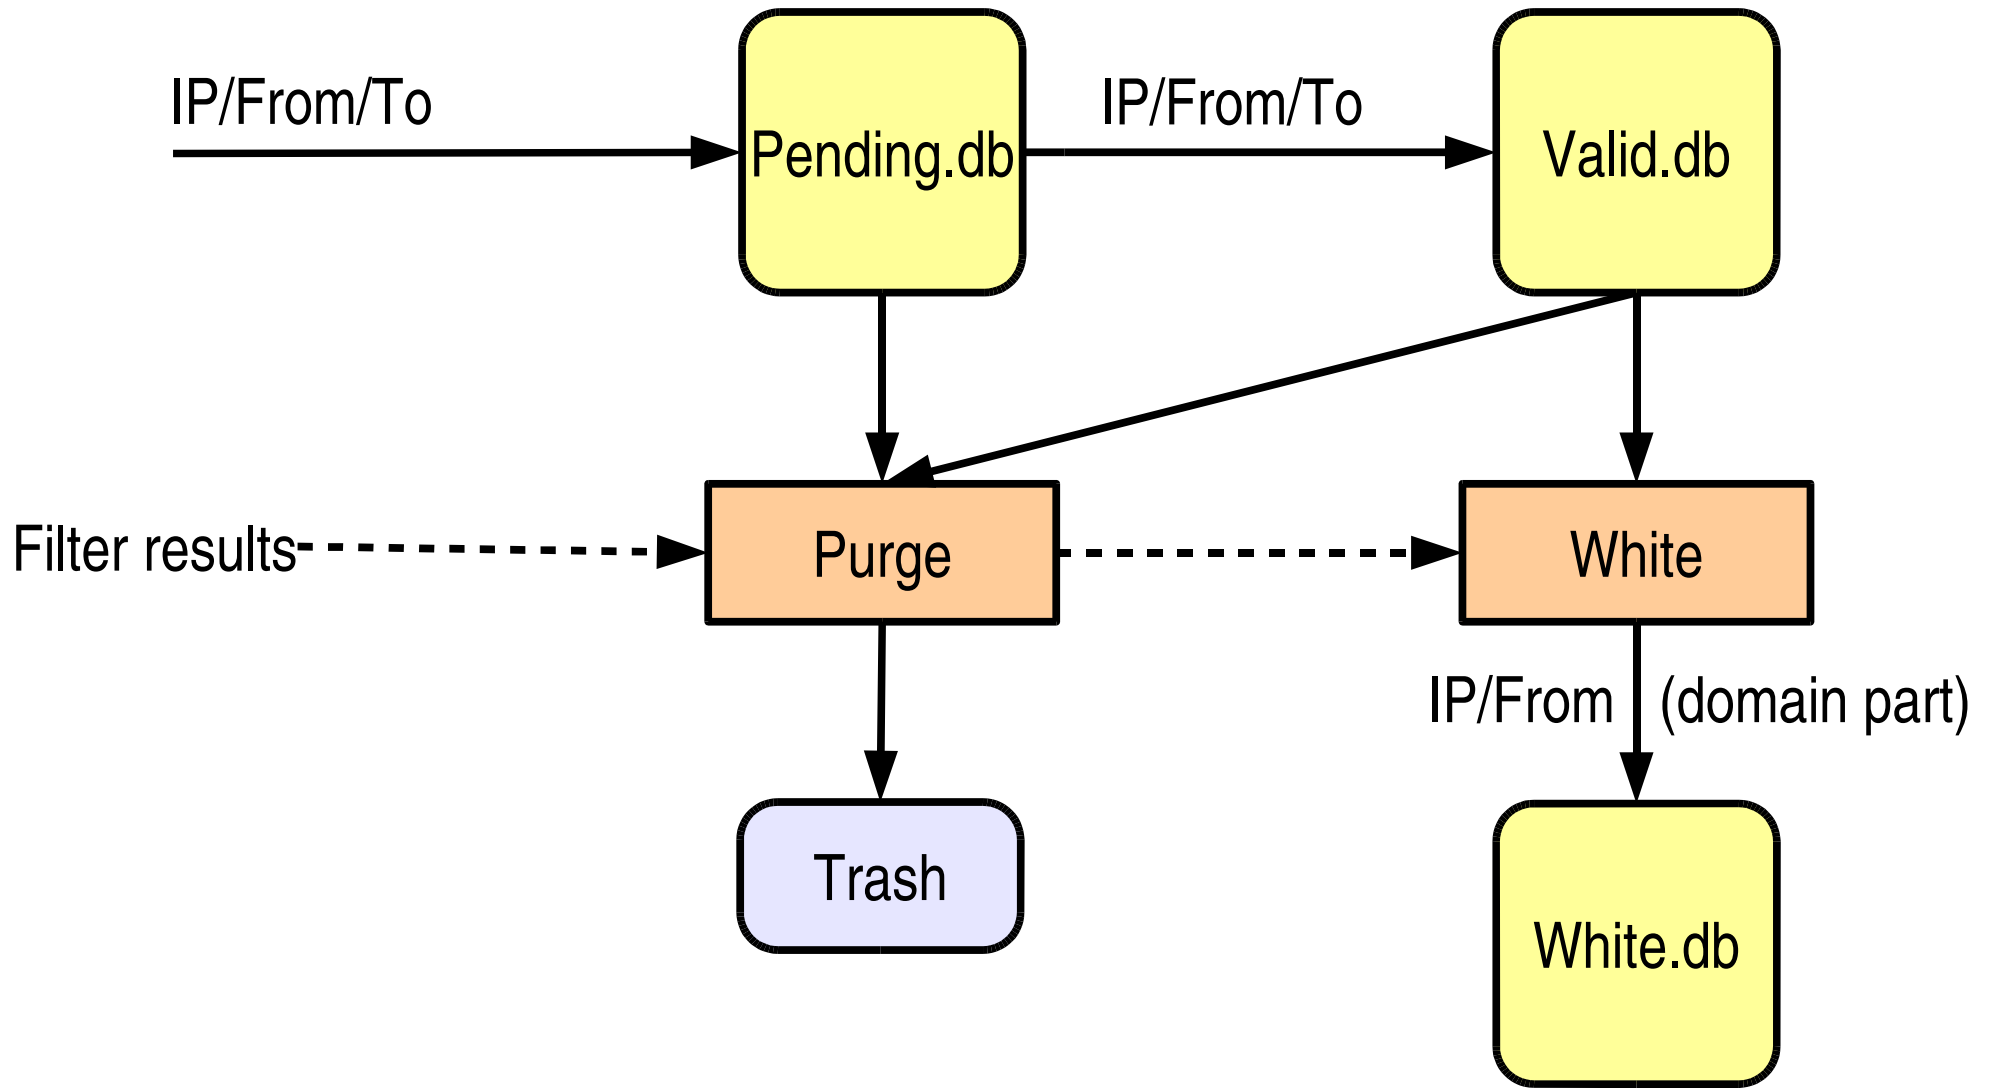 IP/From/To
IP/From/To
Pending.db
Valid.db
Filter results
Purge
White
IP/From (domain part)
Trash
White.db